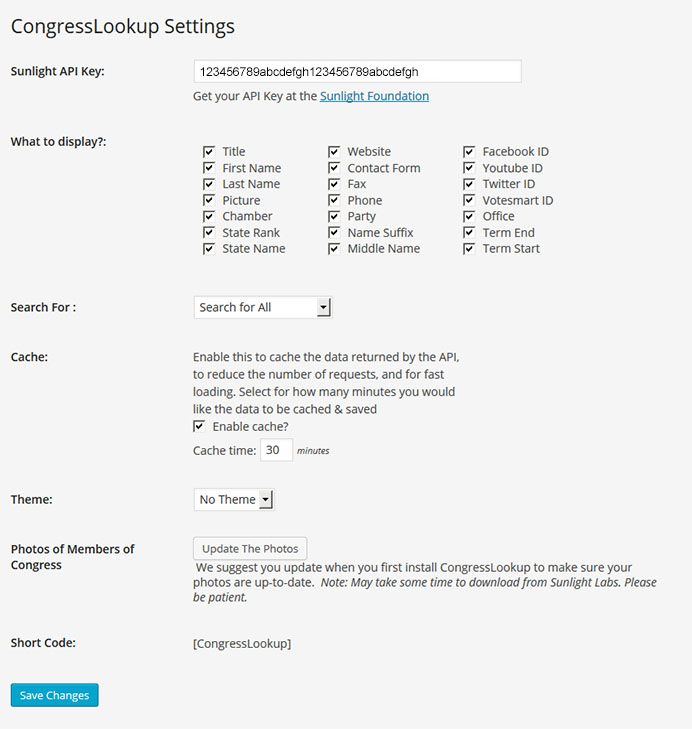 CongressLookup Settings
Sunlight API Key:
123456789abcdefgh123456789abcdefgh
Get your API Key at the Sunlight Foundation
What to display?:
Title Website Facebook ID
First Name Contact Form Youtube ID
Last Name Fax Twitter ID
Picture Phone Votesmart ID
Chamber Party Office
State Rank Name Suffix Term End
State Name Middle Name Term Start
Search For :
Search for All
Cache:
Enable this to cache the data returned by the API,
to reduce the number of requests, and for fast
loading. Select for how many minutes you would
like the data to be cached & saved
Enable cache?
Cache time: 30 minutes
Theme:
No Theme
Photos of Members of
Congress
Update The Photos
We suggest you update when you first install CongressLookup to make sure your
photos are up-to-date. Note: May take some time to download from Sunlight Labs. Please
be patient.
Short Code:
[CongressLookup]
Save Changes